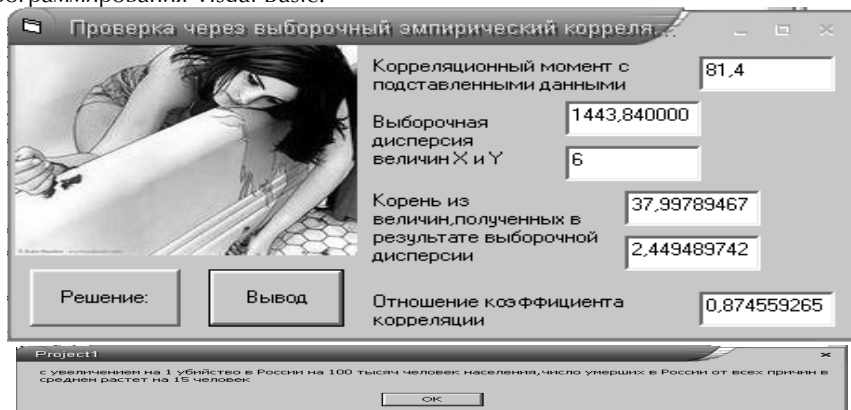 рограммирования Visual Basic.
Проверка через выборочный эмпирический корреля...
Корреляционный момент с
подставленными данными
81,4
Выборочная
дисперсия
величин X и Y
1443,840000
6
Корень из
величин,полученных в
результате выборочной
дисперсии
37,99789467
2,449489742
Решение:
Вывод
Отношение коэффициента
корреляции
0,874559265
Project1
с увеличением на 1 убийство в России на 100 тысяч человек населения,число умерших в России от всех причин в
среднем растет на 15 человек
OK